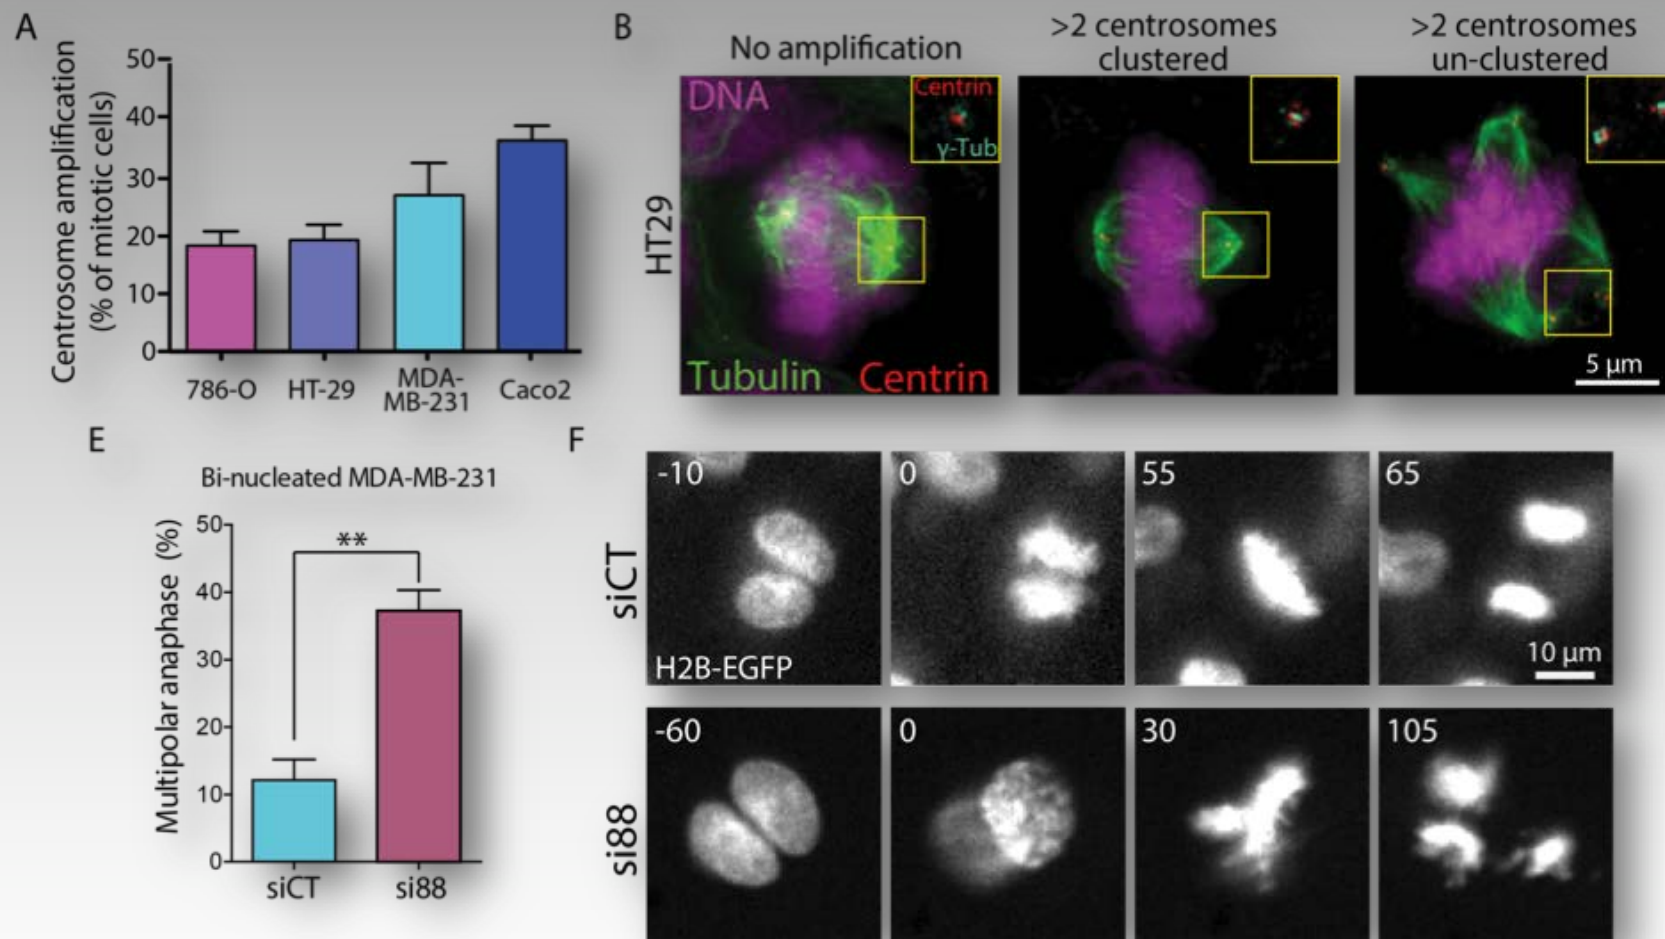 A
Centrosome amplification
(% of mitotic cells)
50
40
30
20
10
0
786-O
HT-29
MDA-
MB-231
Caco2
B
No amplification
>2 centrosomes
clustered
>2 centrosomes
un-clustered
HT29
DNA
Centrin
γ-Tub
Tubulin
Centrin
5 µm
E
Bi-nucleated MDA-MB-231
Multipolar anaphase (%)
50
40
30
20
10
0
**
siCT
si88
F
siCT
-10
0
55
65
H2B-EGFP
10 µm
si88
-60
0
30
105